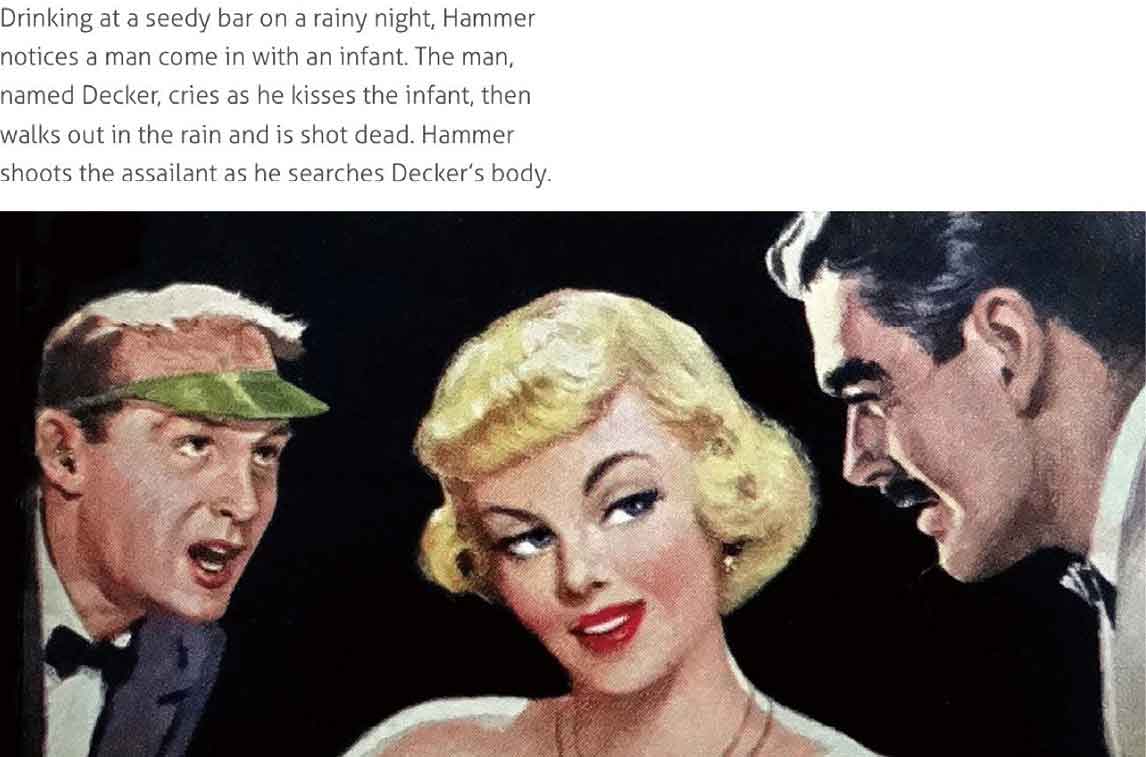 Drinking at a seedy bar on a rainy night, Hammer
notices a man come in with an infant. The man,
named Decker, cries as he kisses the infant, then
walks out in the rain and is shot dead. Hammer
shoots the assailant as he searches Decker’s body.